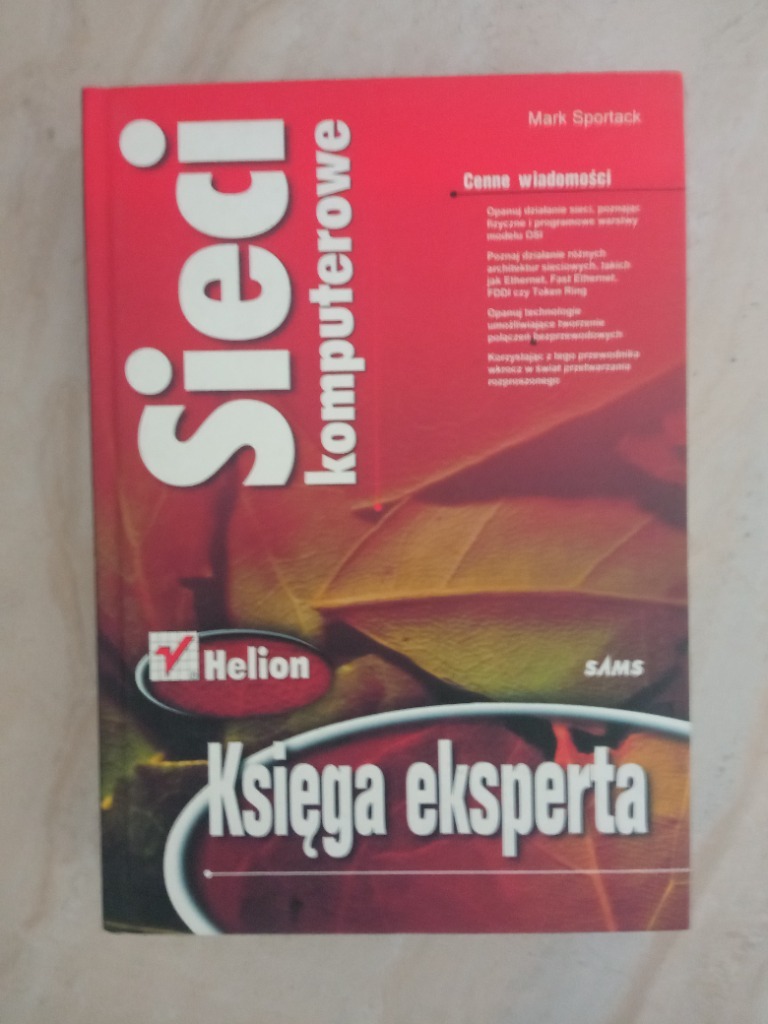 Mark Sportack
Sieci
komputerowe
Cenne wiadomości
Opanuj działanie sieci, poznając
fizyczne i programowe warstwy
modelu OSI
Poznaj działanie różnych
architektur sieciowych, takich
jak Ethernet, Fast Ethernet,
FDDI czy Token Ring
Opanuj technologie
umożliwiające tworzenie
połączeń bezprzewodowych
Korzystając z tego przewodnika
wkrocz w świat przetwarzania
rozproszonego
Helion
SAMS
Księga eksperta